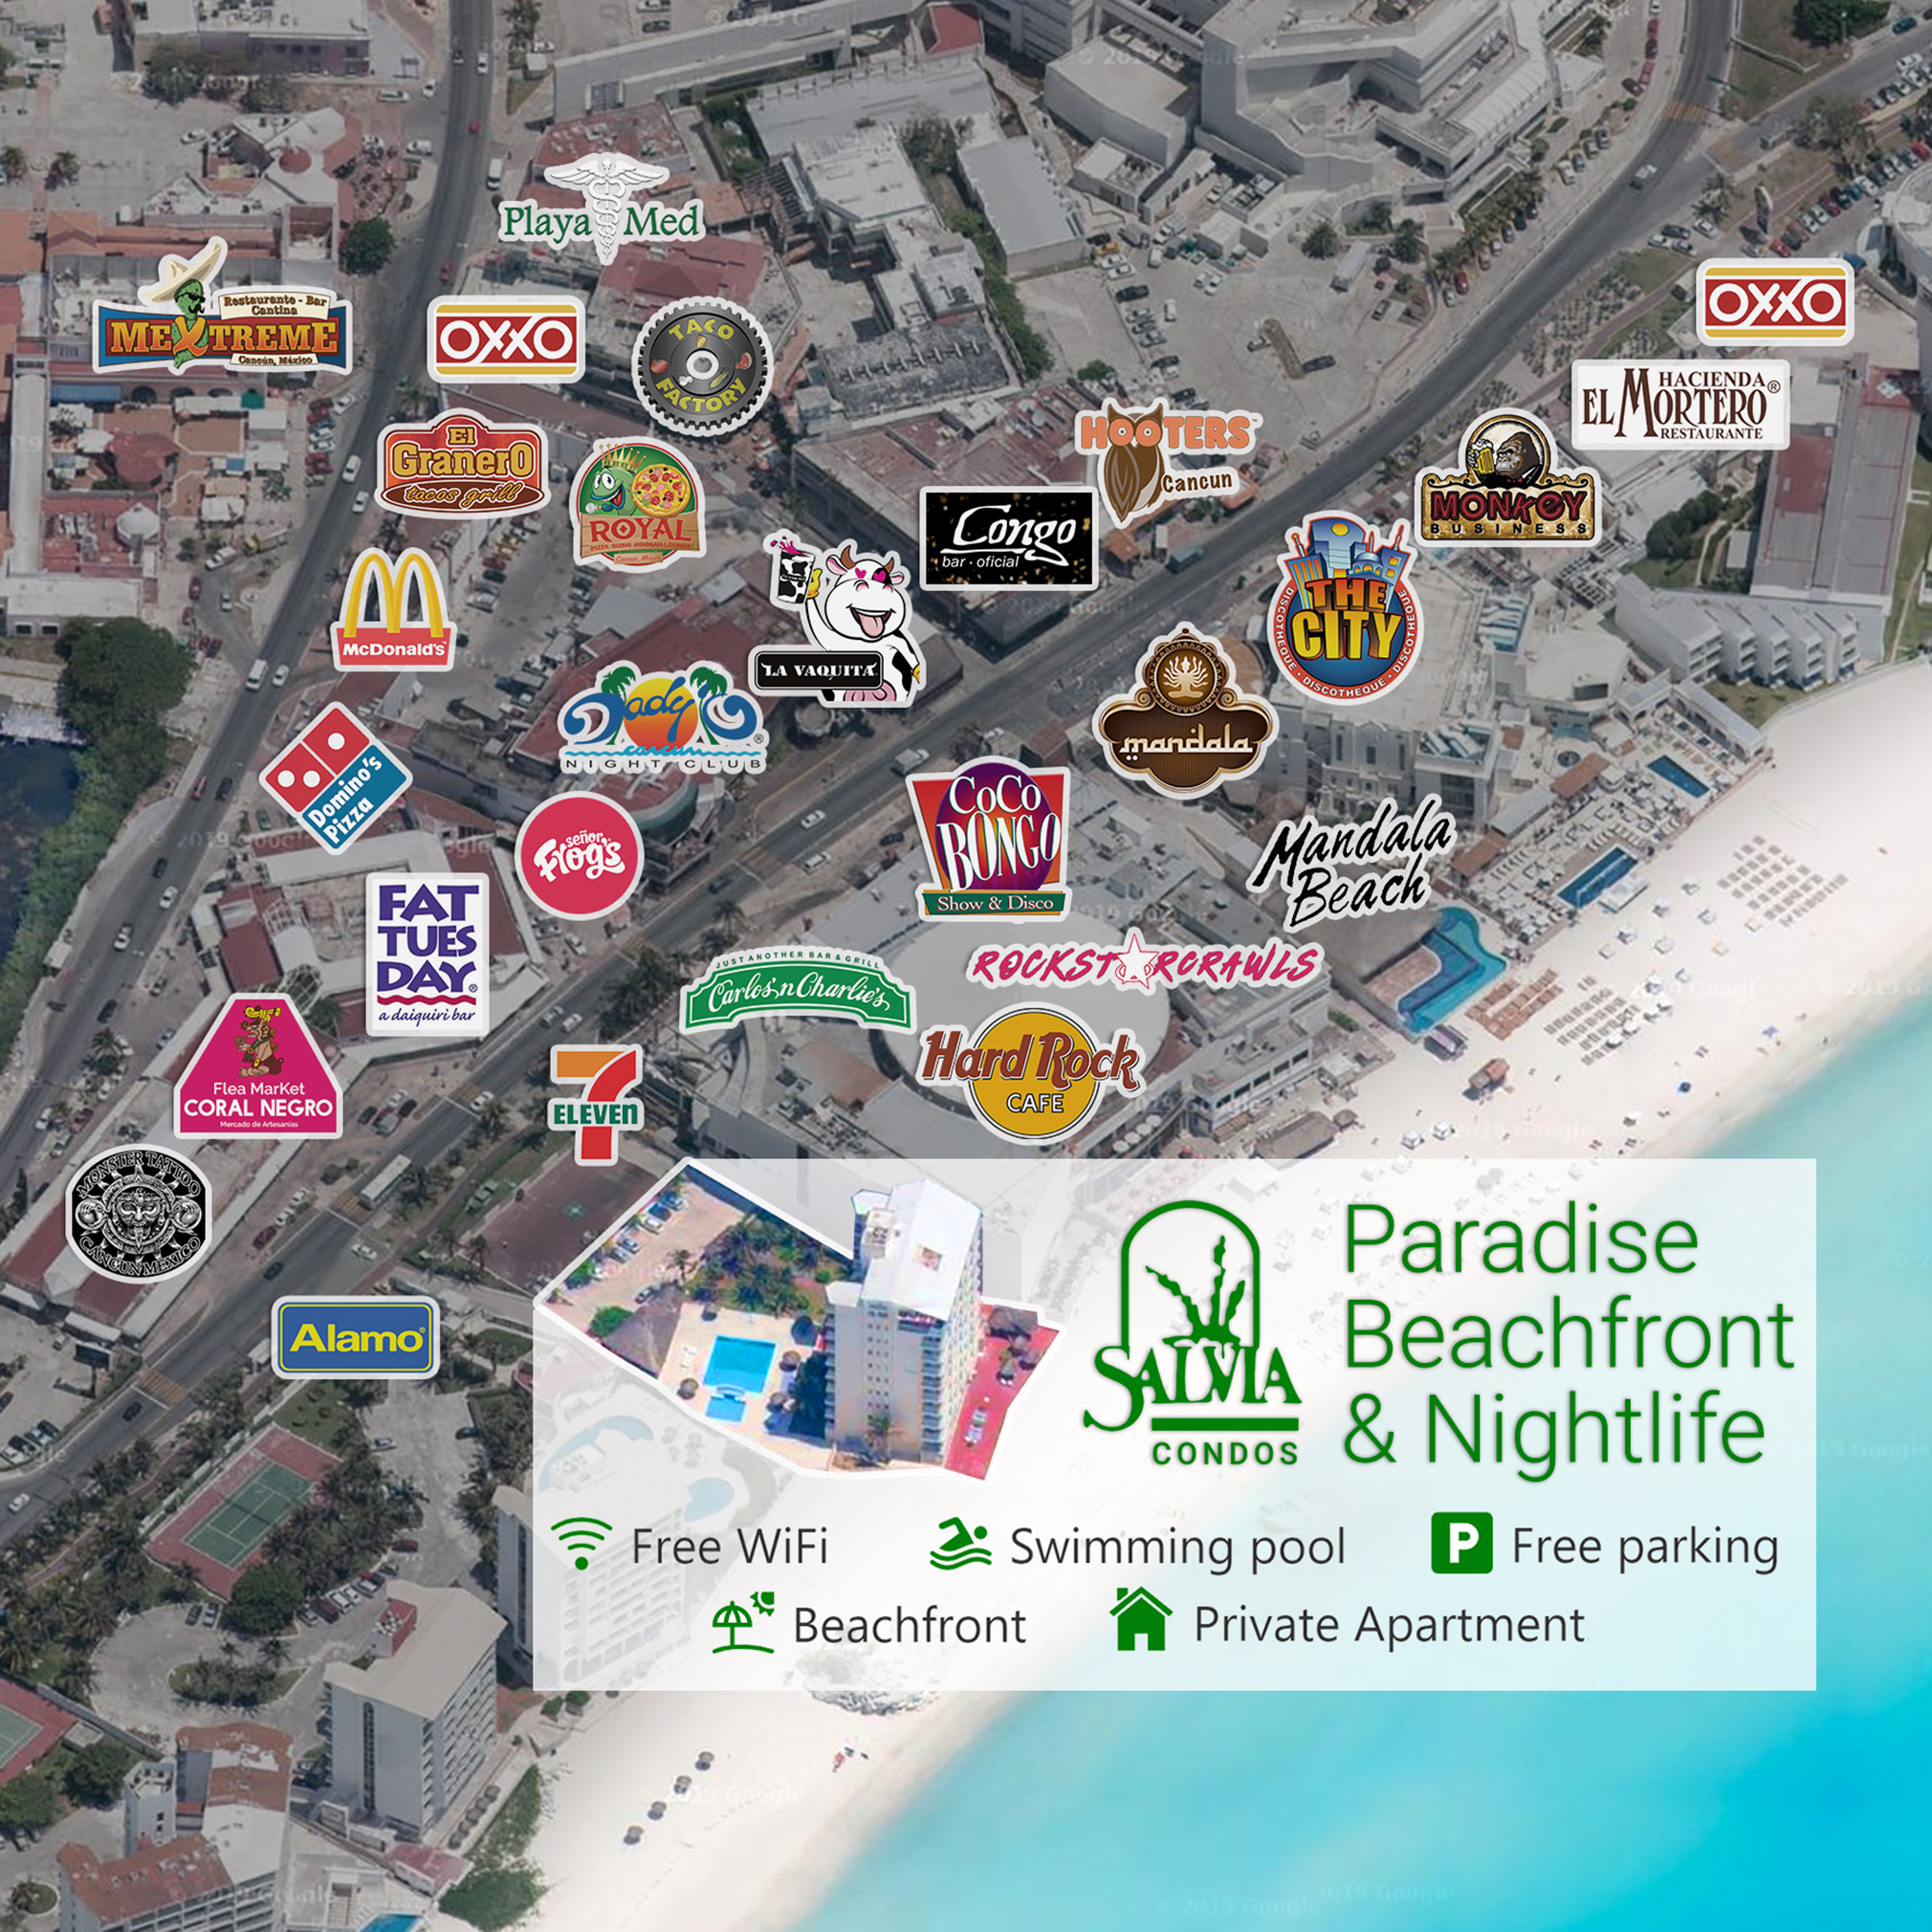 Playa Med
Restaurante - Bar
Cantina
MEXTREME
Cancún, México
OXXO
TACO
FACTORY
OXXO
HACIENDA
EL MORTERO®
RESTAURANTE
HOOTERS
Cancun
MONKEY
BUSINESS
El
Granero
tacos grill
ROYAL
PIZZA SUSHI HOOKAH LOUNGE
Congo
bar · oficial
THE
CITY
DISCOTHEQUE · DISCOTHEQUE · DISCOTHEQUE
McDonald's
LA VAQUITA
mandala
Dady'O
cancun
NIGHT CLUB
Domino's
Pizza
señor
Frog's
COCO
BONGO
Show & Disco
Mandala
Beach
FAT
TUES
DAY®
a daiquiri bar
JUST ANOTHER BAR & GRILL
Carlos'n Charlie's
ROCKSTARCRAWLS
Hard Rock
CAFE
Flea MarKet
CORAL NEGRO
Mercado de Artesanías
7
ELEVEN
MONSTER TATTOO
CANCUN MEXICO
Alamo®
SALVIA
CONDOS
Paradise
Beachfront
& Nightlife
Free WiFi
Swimming pool
P
Free parking
Beachfront
Private Apartment
© 2019 Google